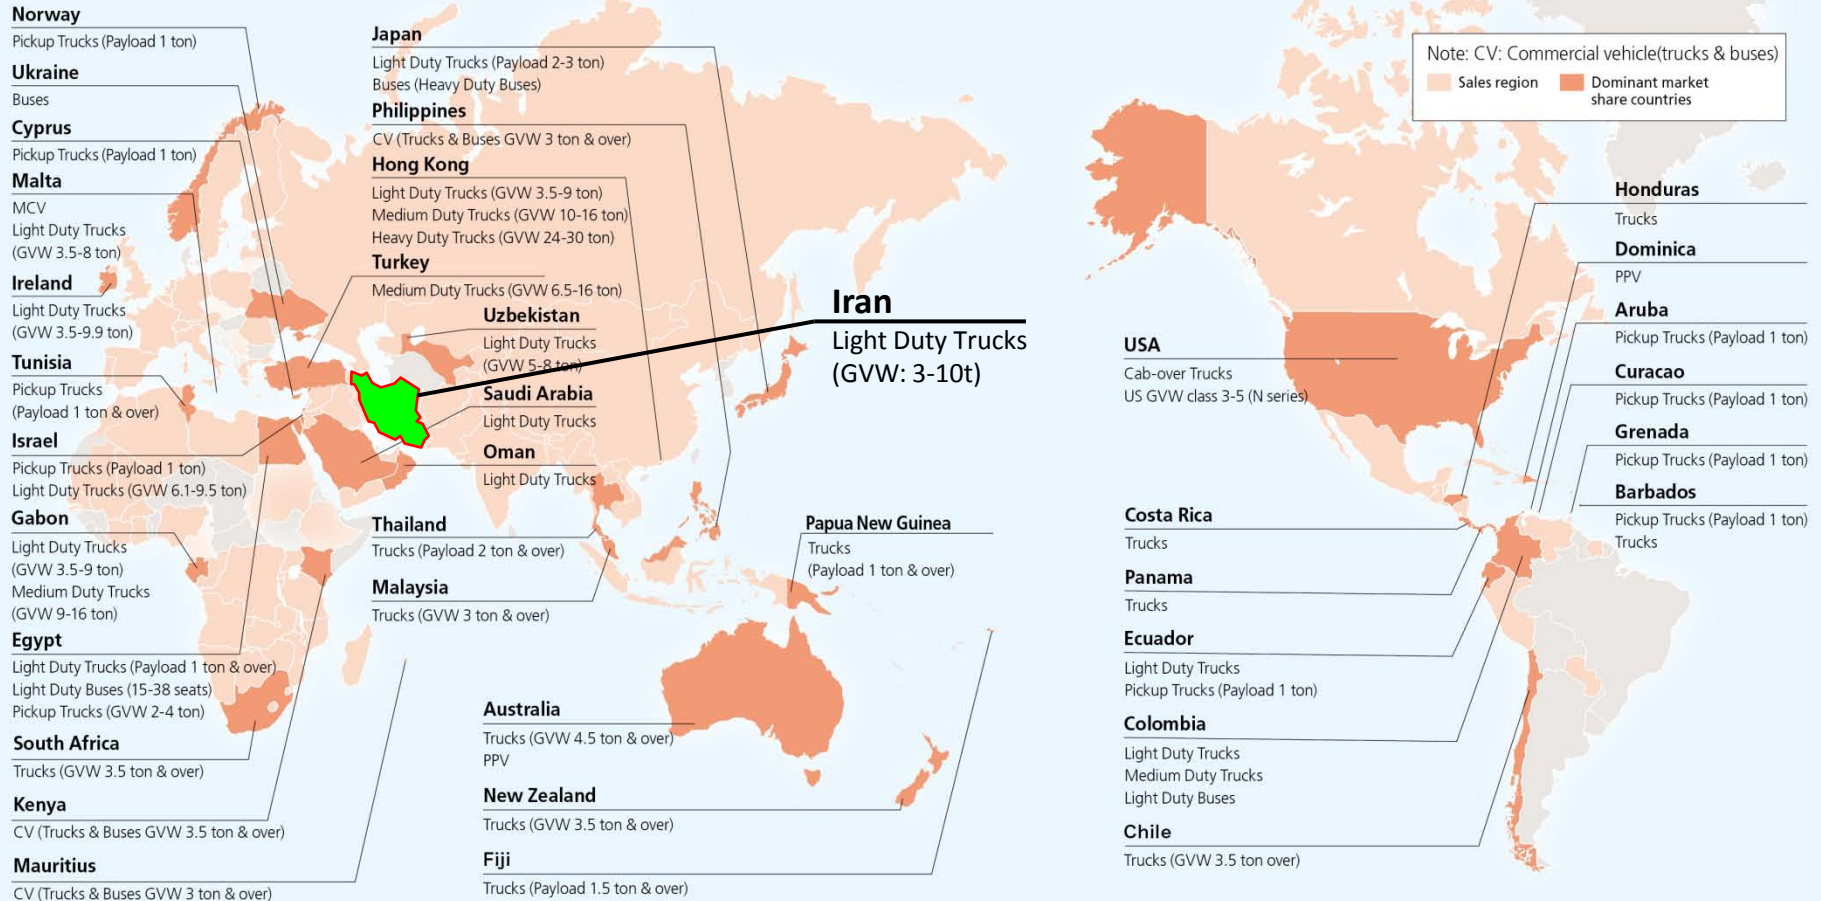 Norway
Pickup Trucks (Payload 1 ton)
Ukraine
Buses
Cyprus
Pickup Trucks (Payload 1 ton)
Malta
MCV
Light Duty Trucks
(GVW 3.5-8 ton)
Ireland
Light Duty Trucks
(GVW 3.5-9.9 ton)
Tunisia
Pickup Trucks
(Payload 1 ton & over)
Israel
Pickup Trucks (Payload 1 ton)
Light Duty Trucks (GVW 6.1-9.5 ton)
Gabon
Light Duty Trucks
(GVW 3.5-9 ton)
Medium Duty Trucks
(GVW 9-16 ton)
Egypt
Light Duty Trucks (Payload 1 ton & over)
Light Duty Buses (15-38 seats)
Pickup Trucks (GVW 2-4 ton)
South Africa
Trucks (GVW 3.5 ton & over)
Kenya
CV (Trucks & Buses GVW 3.5 ton & over)
Mauritius
CV (Trucks & Buses GVW 3 ton & over)
Japan
Light Duty Trucks (Payload 2-3 ton)
Buses (Heavy Duty Buses)
Philippines
CV (Trucks & Buses GVW 3 ton & over)
Hong Kong
Light Duty Trucks (GVW 3.5-9 ton)
Medium Duty Trucks (GVW 10-16 ton)
Heavy Duty Trucks (GVW 24-30 ton)
Turkey
Medium Duty Trucks (GVW 6.5-16 ton)
Uzbekistan
Light Duty Trucks
(GVW 5-8 ton)
Saudi Arabia
Light Duty Trucks
Oman
Light Duty Trucks
Thailand
Trucks (Payload 2 ton & over)
Malaysia
Trucks (GVW 3 ton & over)
Iran
Light Duty Trucks
(GVW: 3-10t)
Papua New Guinea
Trucks
(Payload 1 ton & over)
Australia
Trucks (GVW 4.5 ton & over)
PPV
New Zealand
Trucks (GVW 3.5 ton & over)
Fiji
Trucks (Payload 1.5 ton & over)
Note: CV: Commercial vehicle(trucks & buses)
Sales region
Dominant market
share countries
USA
Cab-over Trucks
US GVW class 3-5 (N series)
Costa Rica
Trucks
Panama
Trucks
Ecuador
Light Duty Trucks
Pickup Trucks (Payload 1 ton)
Colombia
Light Duty Trucks
Medium Duty Trucks
Light Duty Buses
Chile
Trucks (GVW 3.5 ton over)
Honduras
Trucks
Dominica
PPV
Aruba
Pickup Trucks (Payload 1 ton)
Curacao
Pickup Trucks (Payload 1 ton)
Grenada
Pickup Trucks (Payload 1 ton)
Barbados
Pickup Trucks (Payload 1 ton)
Trucks